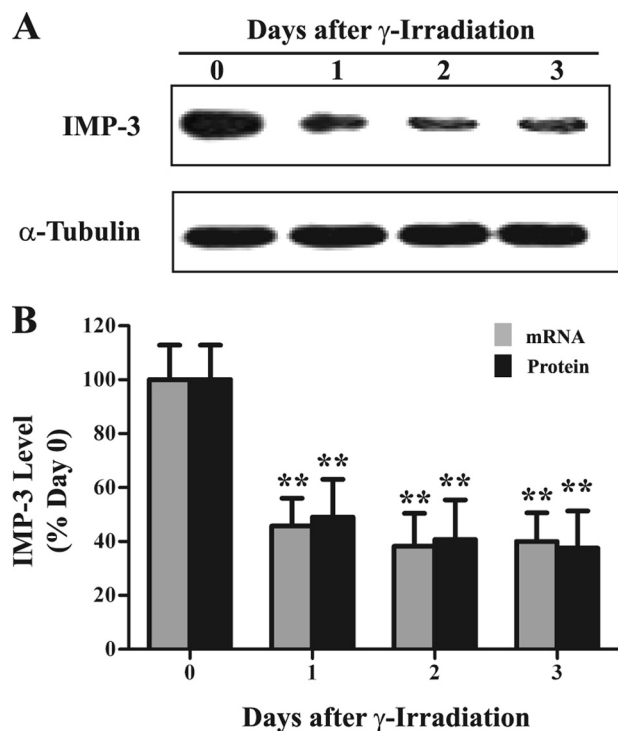 A
Days after γ-Irradiation
0 1 2 3
IMP-3
α-Tubulin
B
120
100
80
60
40
20
0
IMP-3 Level
(% Day 0)
mRNA
Protein
** ** ** ** ** **
0 1 2 3
Days after γ-Irradiation